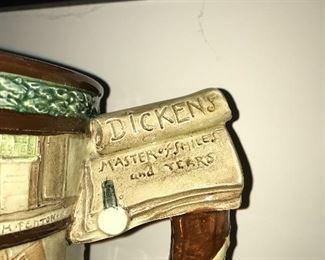 DICKENS
MASTER OF SMILES
and TEARS